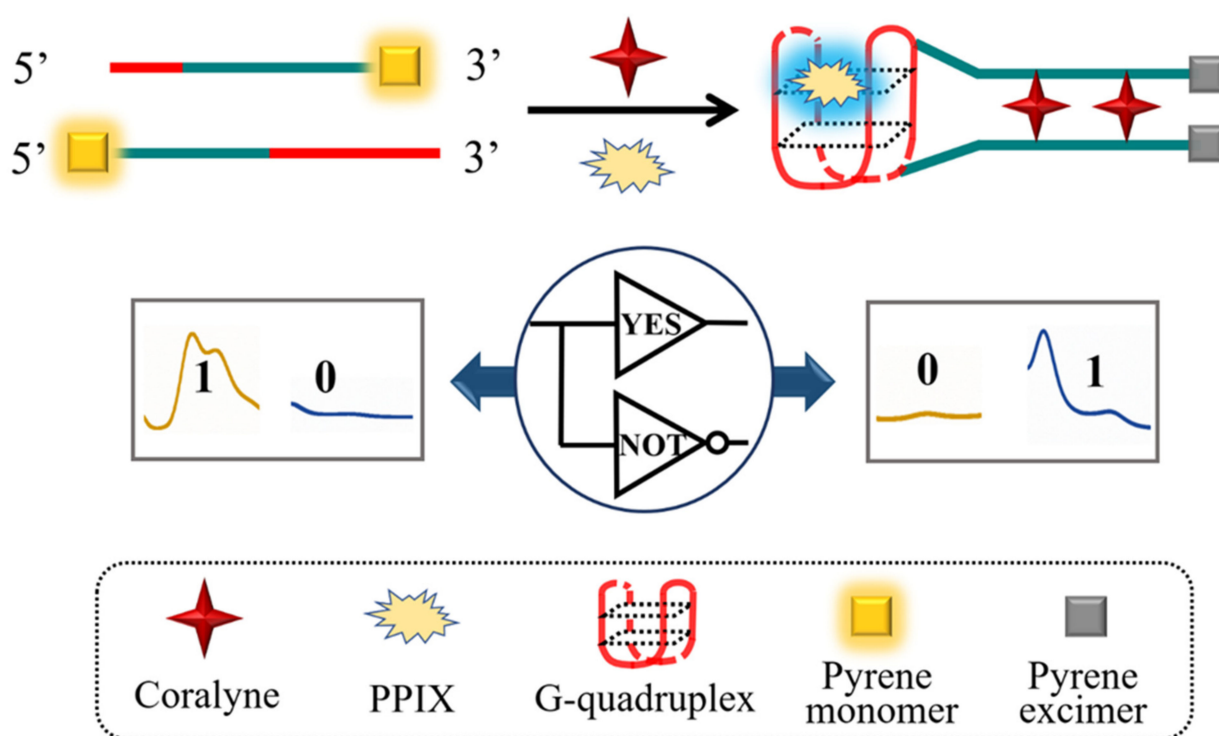 5’ 3’
5’ 3’
YES
1 0
0 1
NOT
Coralyne
PPIX
G-quadruplex
Pyrene
monomer
Pyrene
excimer